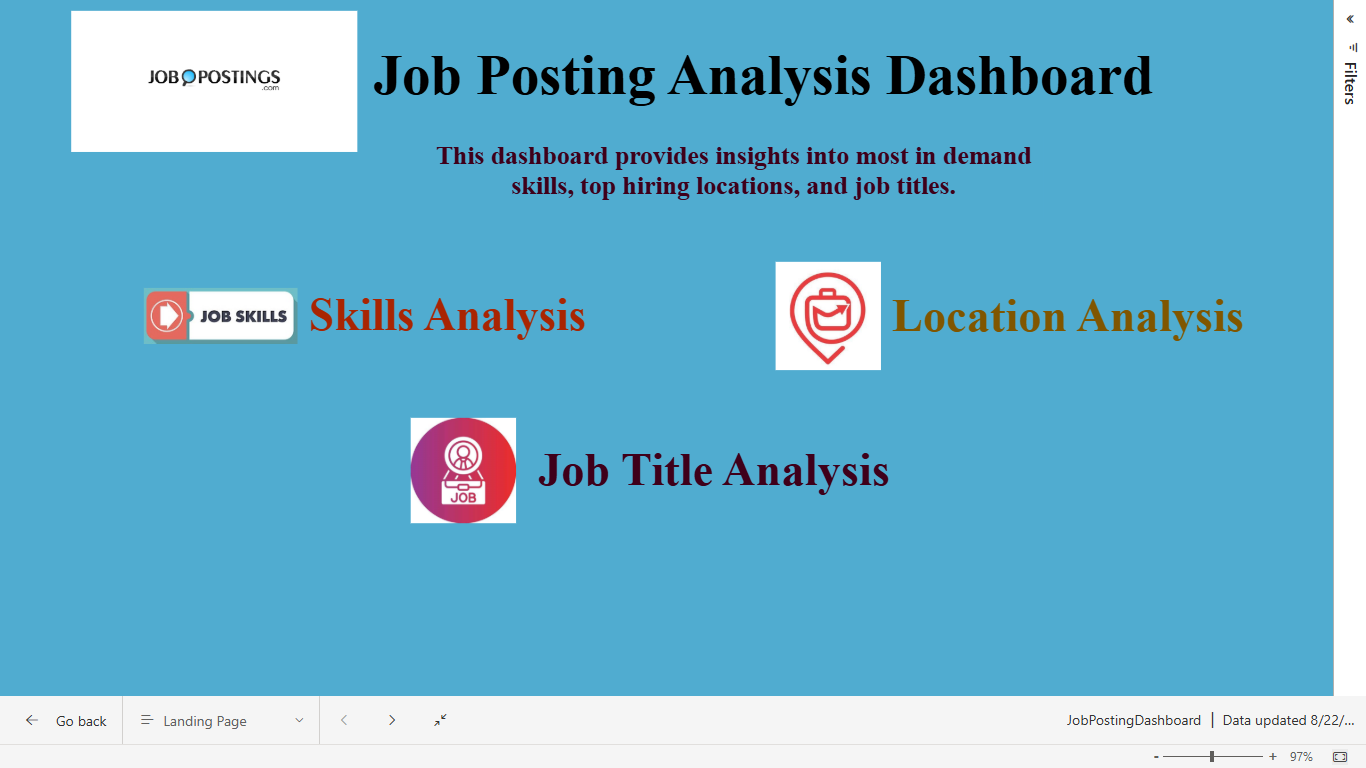 JOB POSTINGS
.com
Job Posting Analysis Dashboard
This dashboard provides insights into most in demand
skills, top hiring locations, and job titles.
JOB SKILLS
Skills Analysis
Location Analysis
JOB
Job Title Analysis
Filters
Go back
Landing Page
JobPostingDashboard | Data updated 8/22/...
- + 97%